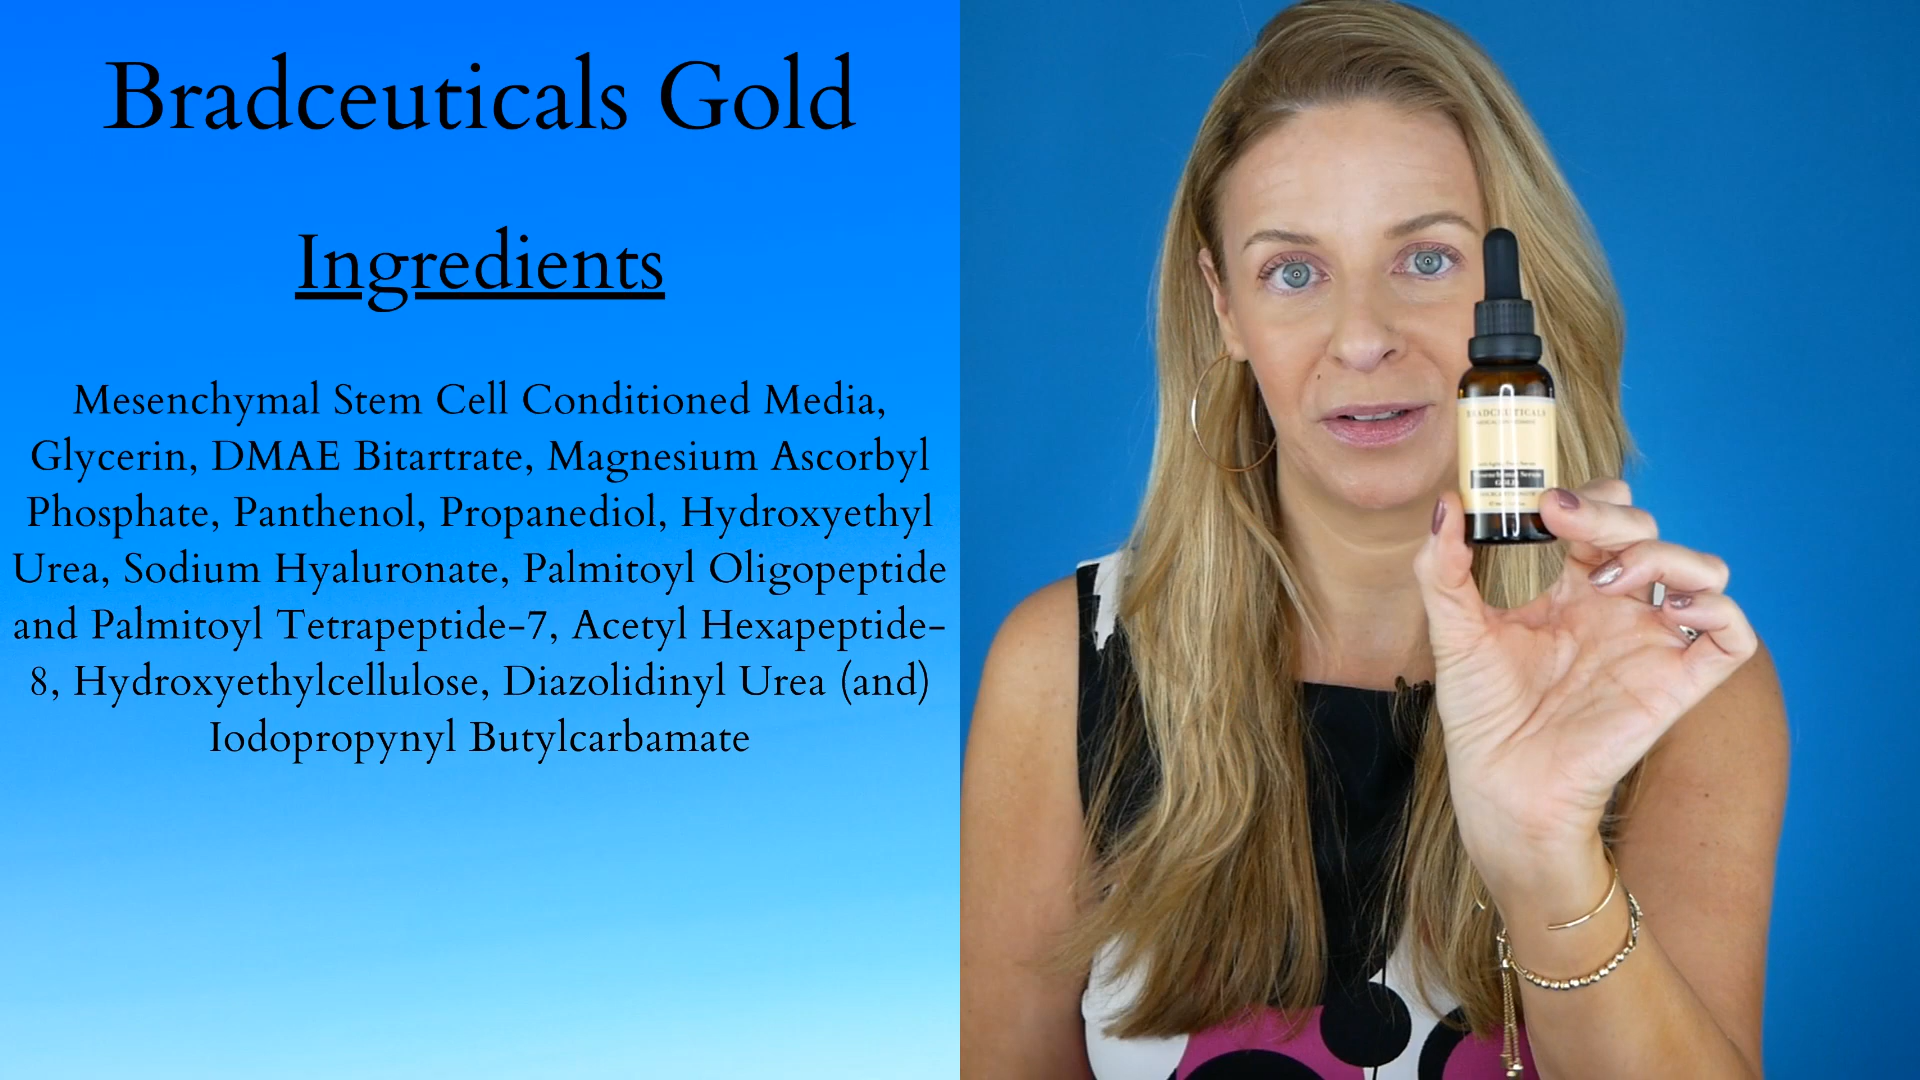 Bradceuticals Gold
Ingredients
Mesenchymal Stem Cell Conditioned Media,
Glycerin, DMAE Bitartrate, Magnesium Ascorbyl
Phosphate, Panthenol, Propanediol, Hydroxyethyl
Urea, Sodium Hyaluronate, Palmitoyl Oligopeptide
and Palmitoyl Tetrapeptide-7, Acetyl Hexapeptide-
8, Hydroxyethylcellulose, Diazolidinyl Urea (and)
Iodopropynyl Butylcarbamate
BRADCEUTICALS
GOLD